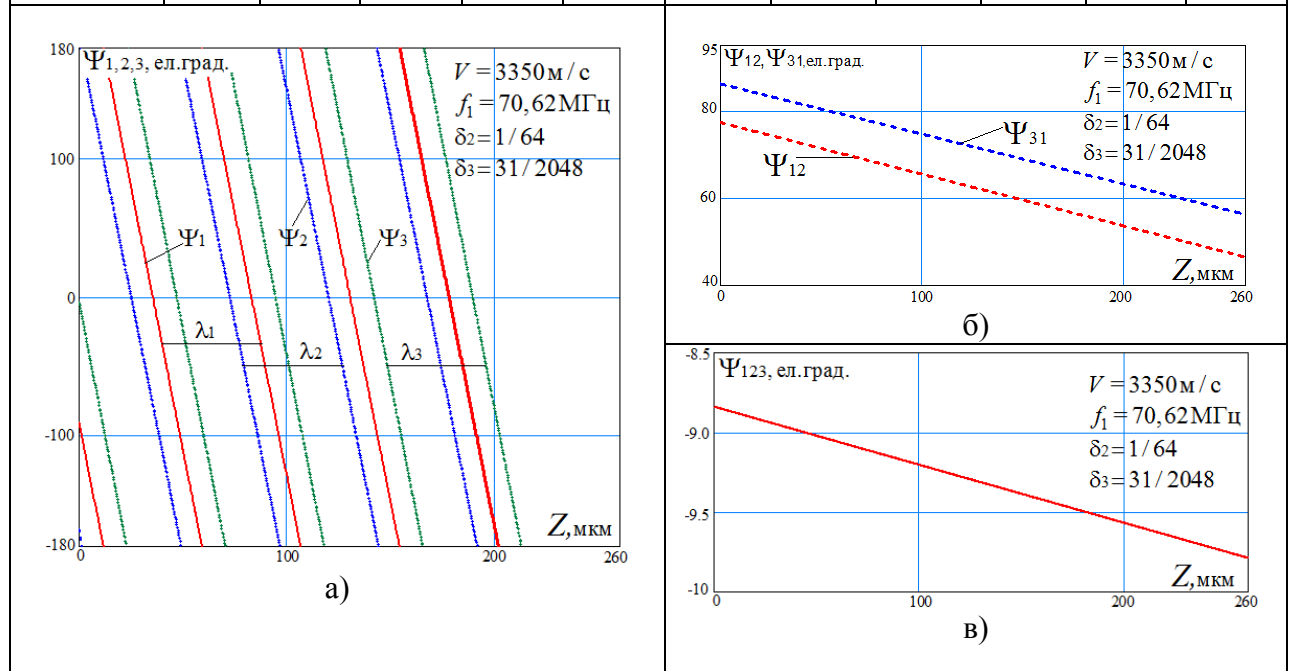 Ψ1,2,3, ел.град.
V = 3350 м / с
f1 = 70,62 МГц
δ2 = 1 / 64
δ3 = 31 / 2048
180
100
0
-100
-180
Ψ1
Ψ2
Ψ3
λ1
λ2
λ3
Z, мкм
0
100
200
260
а)
Ψ12, Ψ31, ел.град.
V = 3350 м / с
f1 = 70,62 МГц
δ2 = 1 / 64
δ3 = 31 / 2048
95
80
60
40
Ψ31
Ψ12
Z, мкм
0
100
200
260
б)
Ψ123, ел.град.
V = 3350 м / с
f1 = 70,62 МГц
δ2 = 1 / 64
δ3 = 31 / 2048
-8.5
-9.0
-9.5
-10
Z, мкм
0
100
200
260
в)